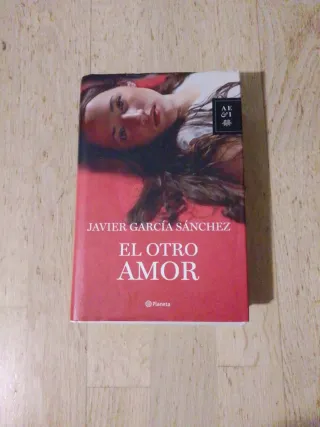 A E
& I
JAVIER GARCÍA SÁNCHEZ
EL OTRO
AMOR
Planeta